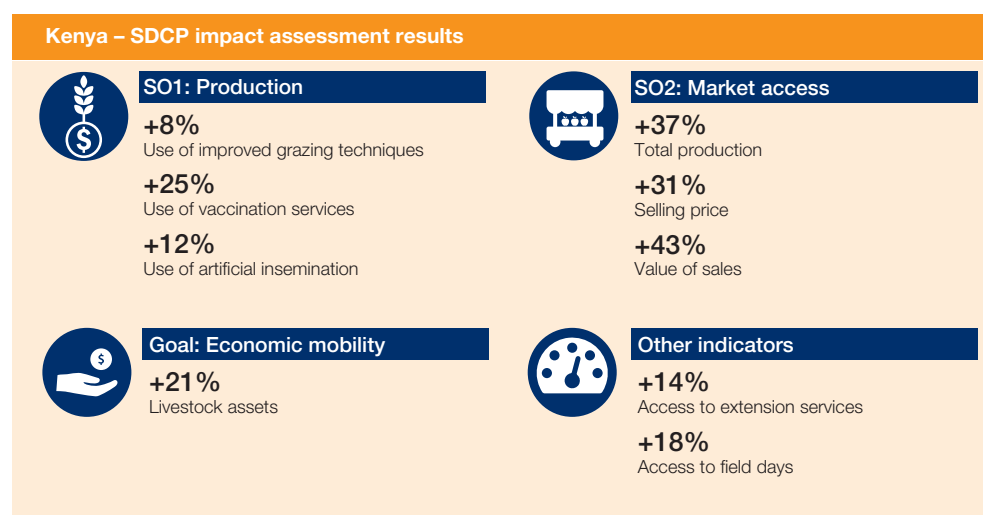 Kenya – SDCP impact assessment results
SO1: Production
$
+8%
Use of improved grazing techniques
+25%
Use of vaccination services
+12%
Use of artificial insemination
SO2: Market access
+37%
Total production
+31%
Selling price
+43%
Value of sales
Goal: Economic mobility
$
+21%
Livestock assets
Other indicators
+14%
Access to extension services
+18%
Access to field days